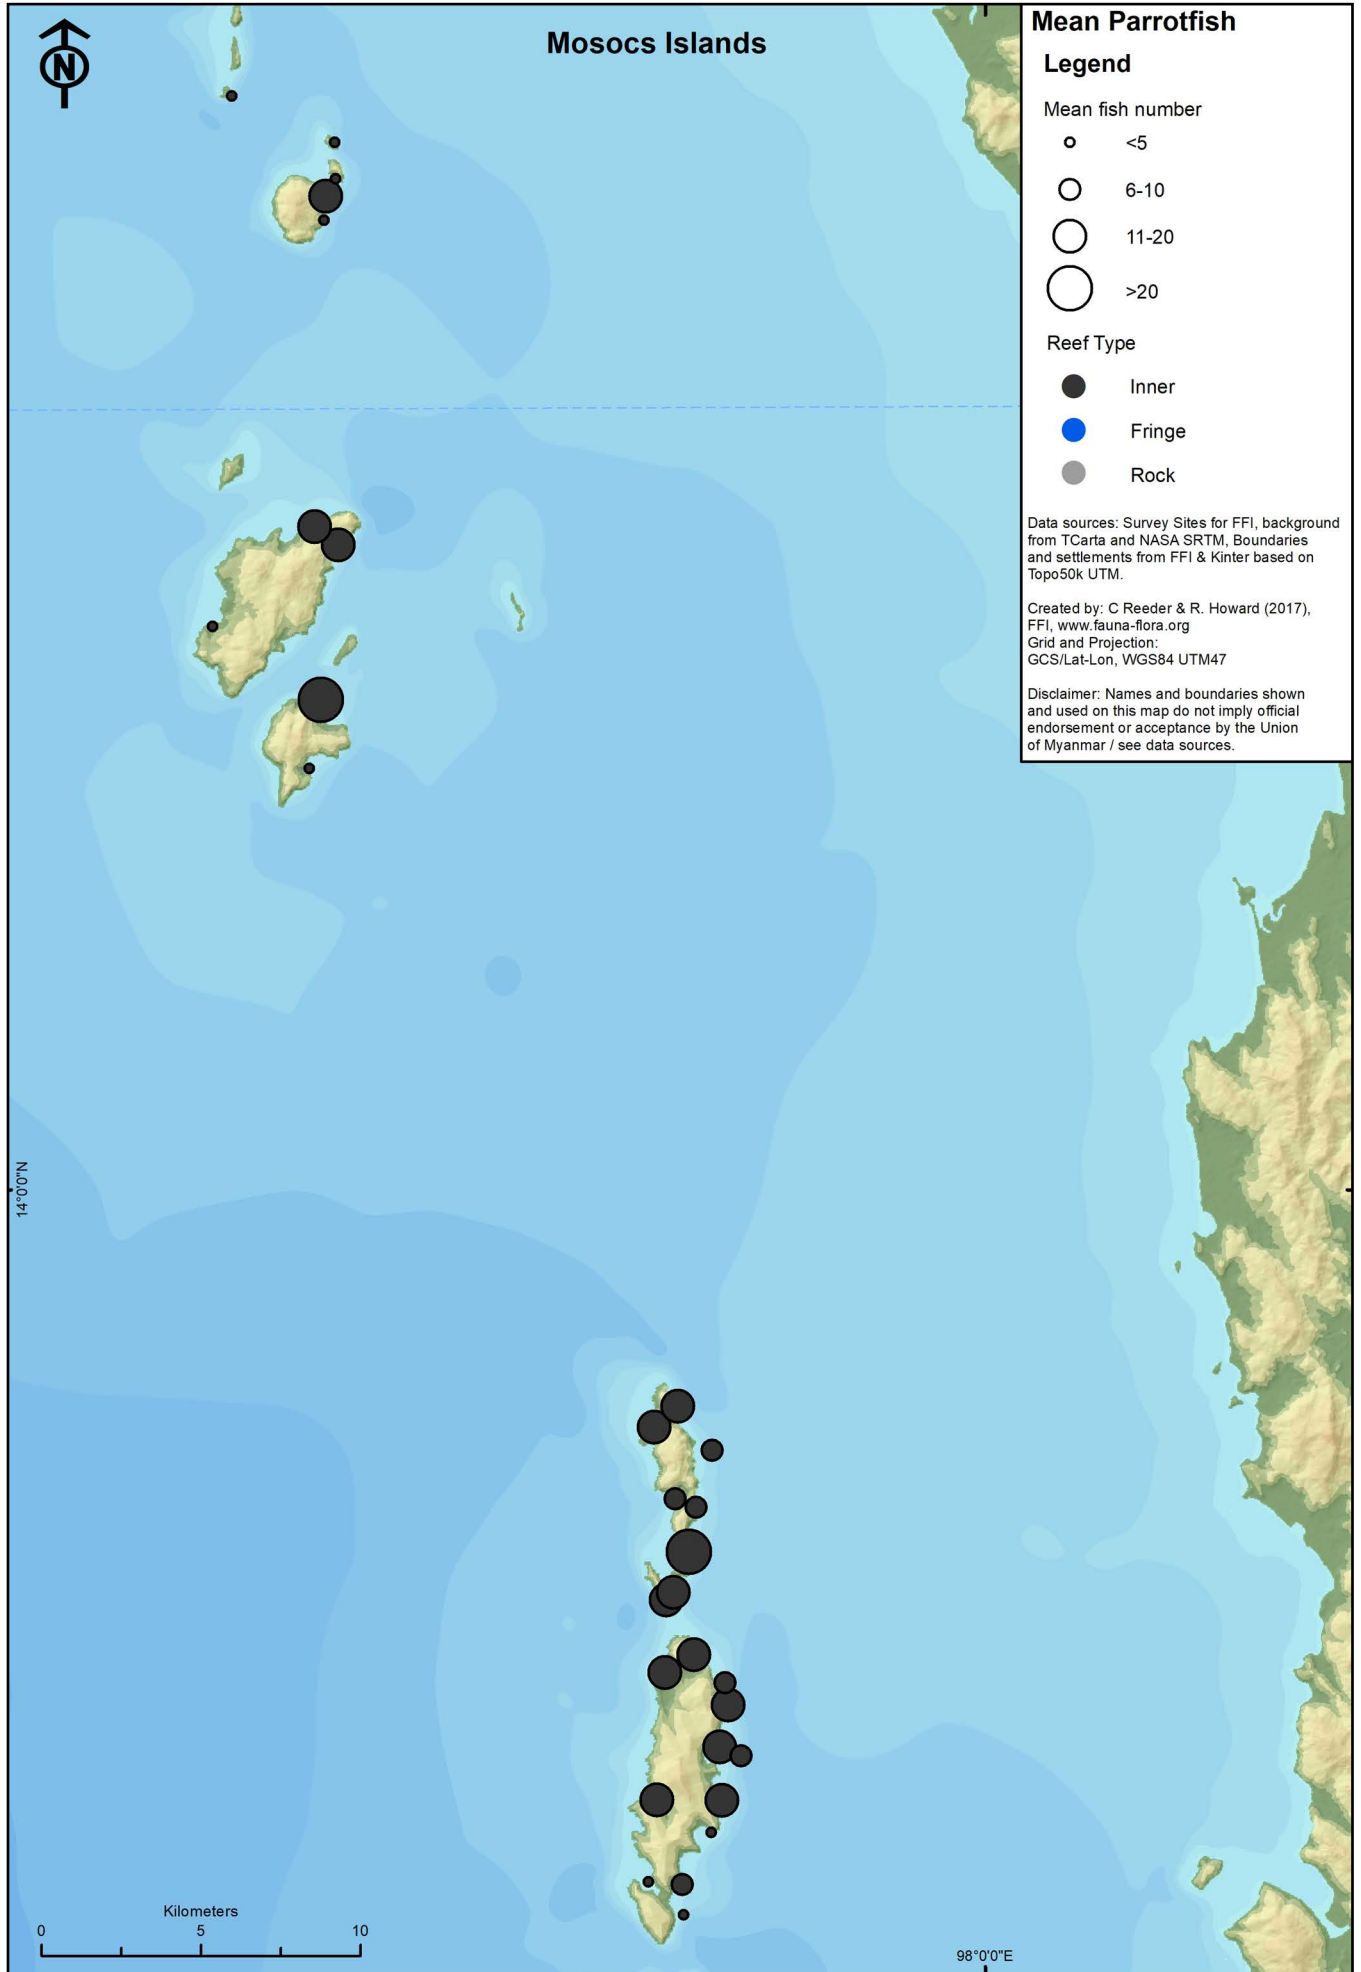 N
Mosocs Islands
Mean Parrotfish
Legend
Mean fish number
<5
6-10
11-20
>20
Reef Type
Inner
Fringe
Rock
Data sources: Survey Sites for FFI, background
from TCarta and NASA SRTM, Boundaries
and settlements from FFI & Kinter based on
Topo50k UTM.
Created by: C Reeder & R. Howard (2017),
FFI, www.fauna-flora.org
Grid and Projection:
GCS/Lat-Lon, WGS84 UTM47
Disclaimer: Names and boundaries shown
and used on this map do not imply official
endorsement or acceptance by the Union
of Myanmar / see data sources.
14°0'0"N
Kilometers
0 5 10
98°0'0"E